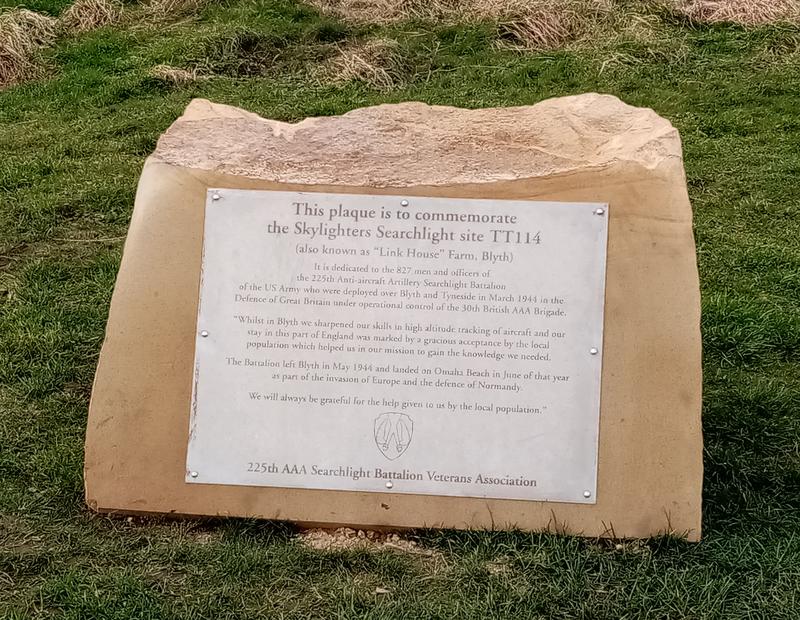 This plaque is to commemorate
the Skylighters Searchlight site TT114
(also known as "Link House" Farm, Blyth)
It is dedicated to the 827 men and officers of
the 225th Anti-aircraft Artillery Searchlight Battalion
of the US Army who were deployed over Blyth and Tyneside in March 1944 in the
Defence of Great Britain under operational control of the 30th British AAA Brigade.
"Whilst in Blyth we sharpened our skills in high altitude tracking of aircraft and our
stay in this part of England was marked by a gracious acceptance by the local
population which helped us in our mission to gain the knowledge we needed.
The Battalion left Blyth in May 1944 and landed on Omaha Beach in June of that year
as part of the invasion of Europe and the defence of Normandy.
We will always be grateful for the help given to us by the local population."
225th AAA Searchlight Battalion Veterans Association